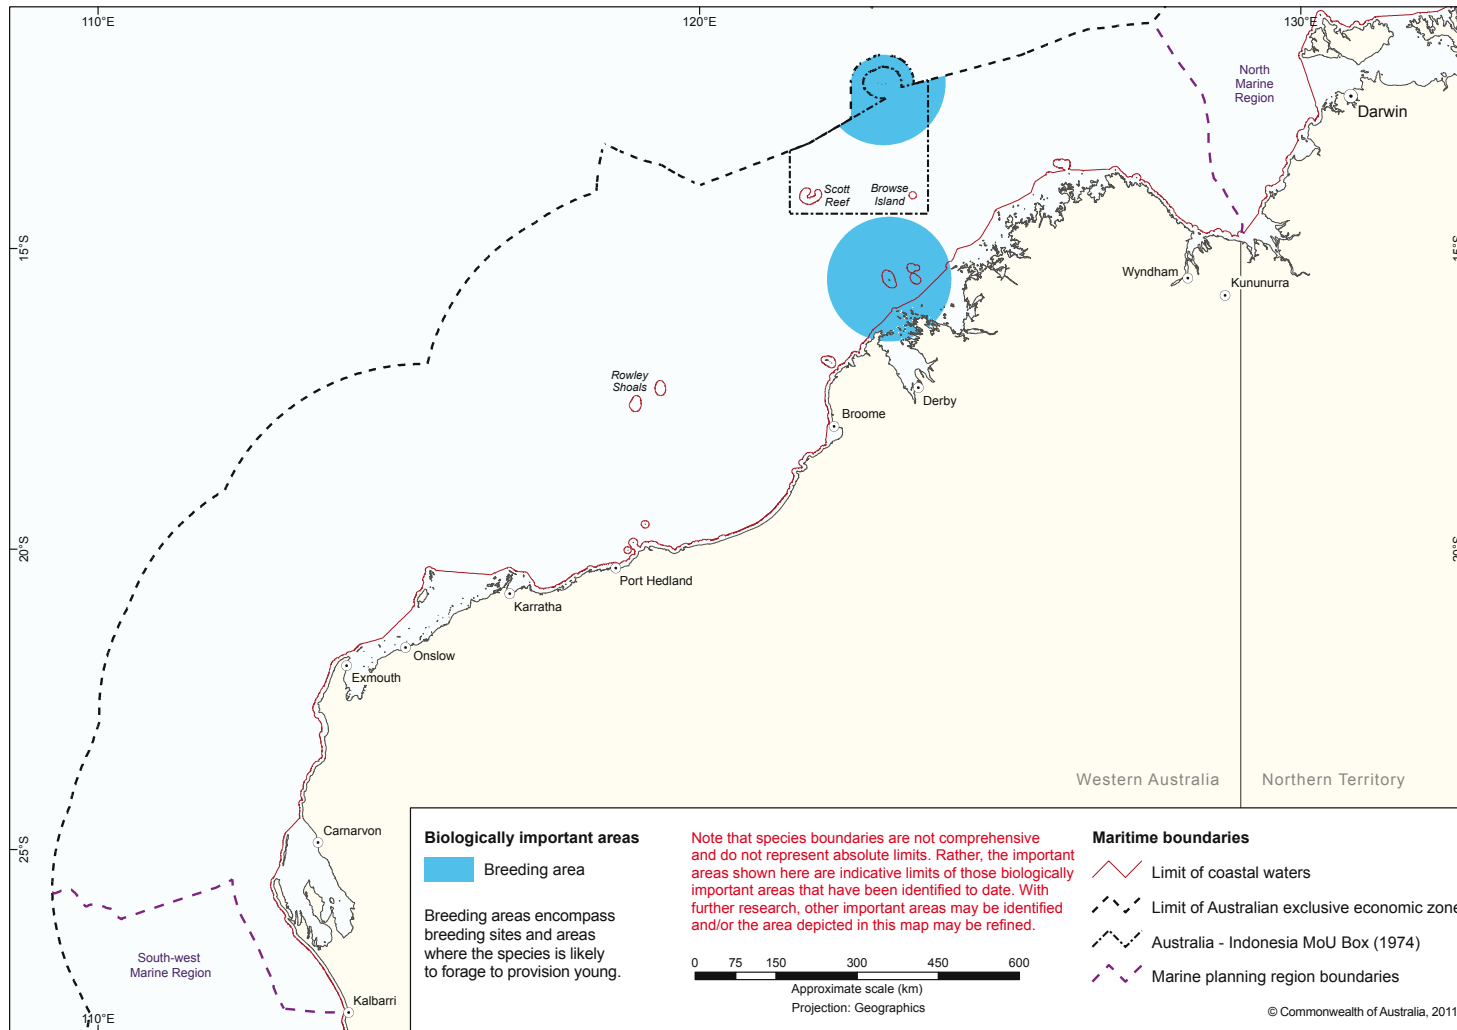 110°E
120°E
130°E
North
Marine
Region
Darwin
Scott
Reef
Browse
Island
15°S
15°S
Wyndham
Kununurra
Rowley
Shoals
Derby
Broome
20°S
20°S
Port Hedland
Karratha
Onslow
Exmouth
Western Australia
Northern Territory
Carnarvon
25°S
South-west
Marine Region
Kalbarri
110°E
Biologically important areas
Breeding area
Breeding areas encompass
breeding sites and areas
where the species is likely
to forage to provision young.
Note that species boundaries are not comprehensive
and do not represent absolute limits. Rather, the important
areas shown here are indicative limits of those biologically
important areas that have been identified to date. With
further research, other important areas may be identified
and/or the area depicted in this map may be refined.
0 75 150 300 450 600
Approximate scale (km)
Projection: Geographics
Maritime boundaries
Limit of coastal waters
Limit of Australian exclusive economic zone
Australia - Indonesia MoU Box (1974)
Marine planning region boundaries
© Commonwealth of Australia, 2011